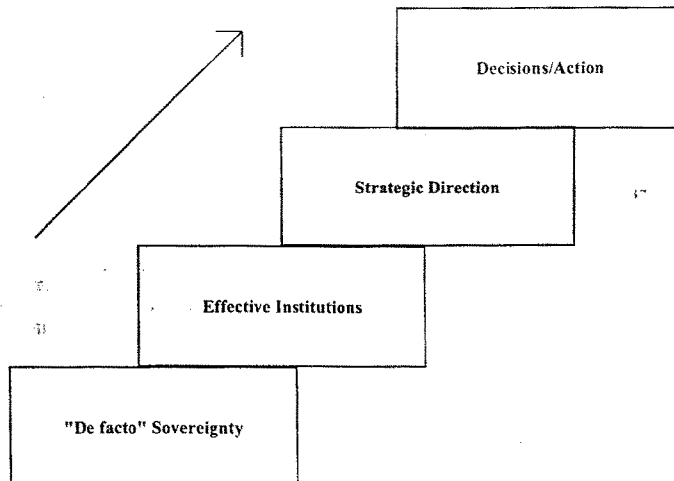 Decisions/Action
Strategic Direction
Effective Institutions
"De facto" Sovereignty